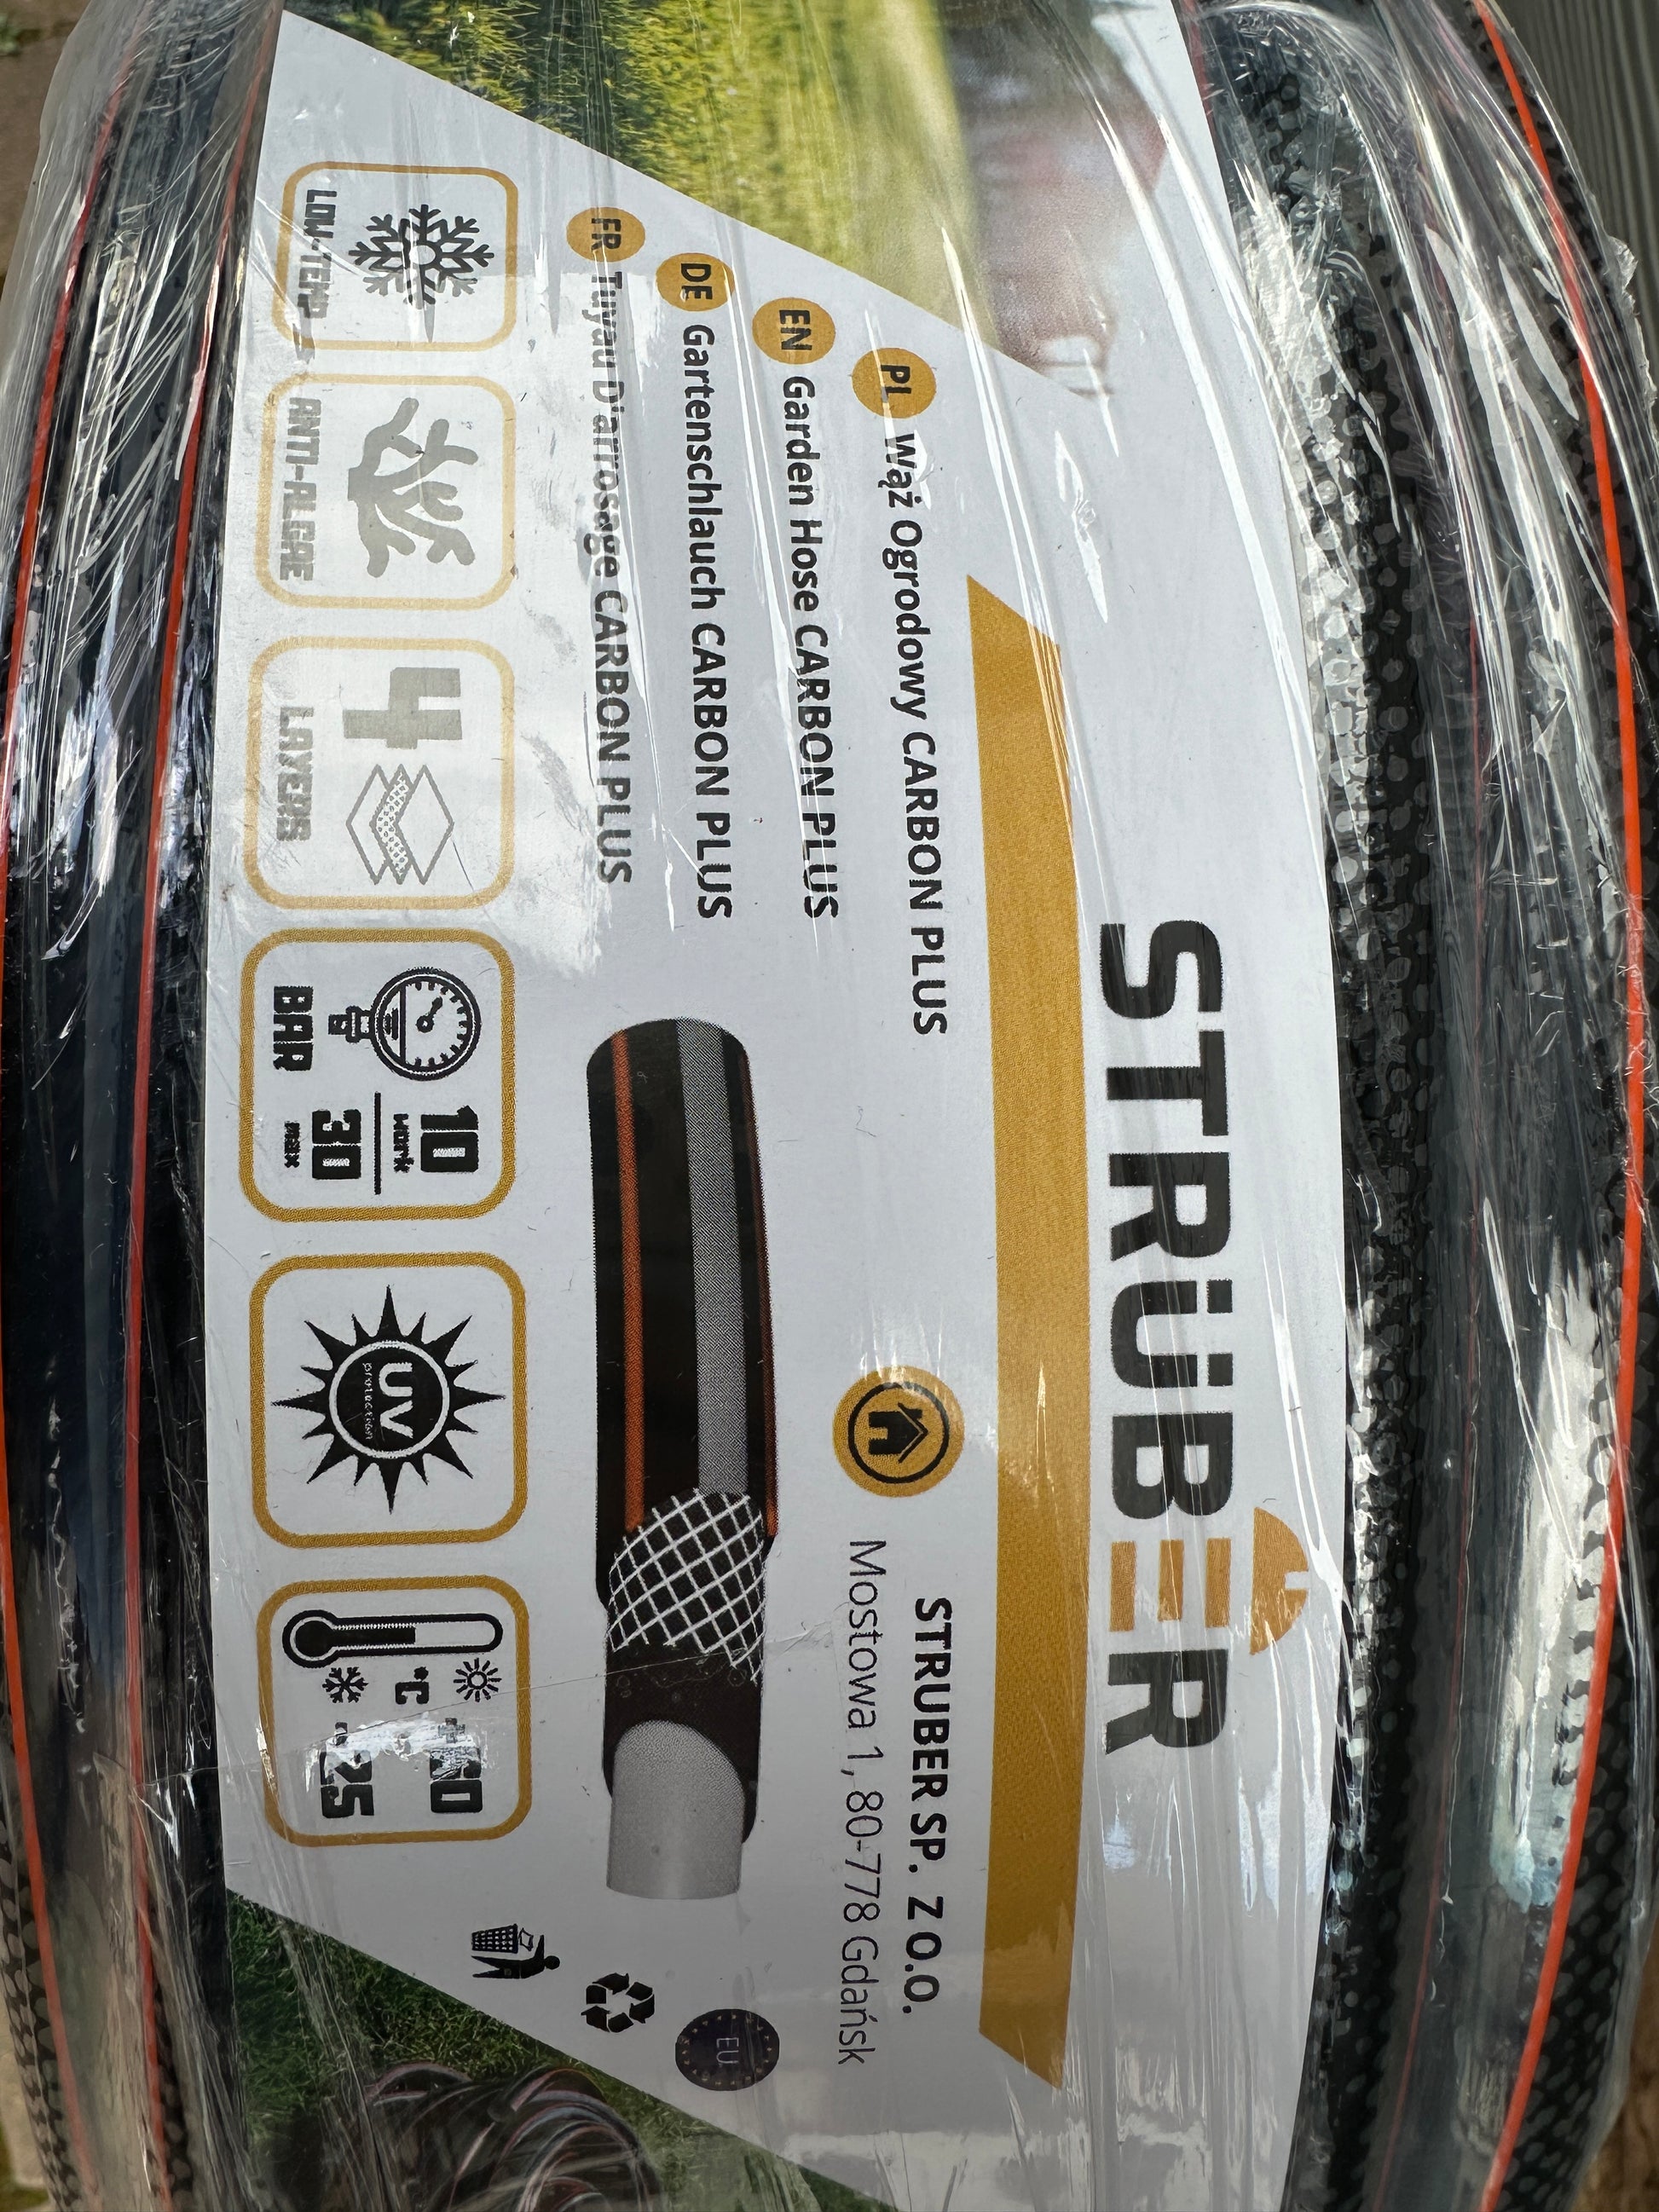 STRÜBER
PL Wąż Ogrodowy CARBON PLUS
EN Garden Hose CARBON PLUS
DE Gartenschlauch CARBON PLUS
FR Tuyau D'arrosage CARBON PLUS
STRUBER SP. Z O.O.
Mostowa 1, 80-778 Gdańsk
EU
LOW-TEMP
ANTI-ALGAE
4
LAYERS
BAR
10
work
30
max
UV
protection
°C
-25